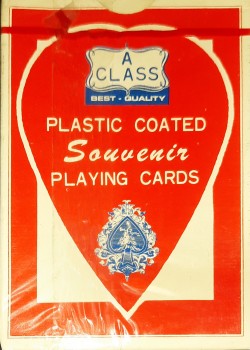 A
CLASS
BEST - QUALITY
PLASTIC COATED
Souvenir
PLAYING CARDS